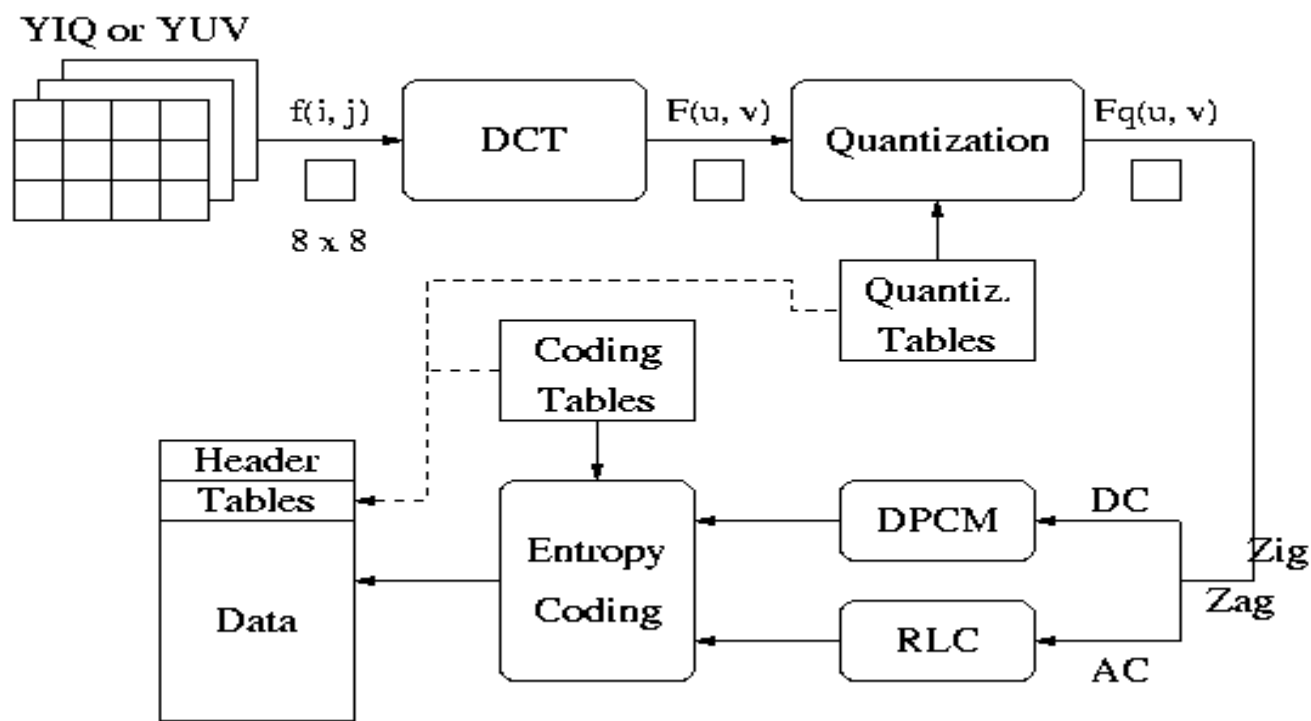 YIQ or YUV
f(i, j)
8 x 8
DCT
F(u, v)
Quantization
Fq(u, v)
Quantiz.
Tables
Coding
Tables
Header
Tables
Data
Entropy
Coding
DPCM
RLC
DC
AC
Zig
Zag